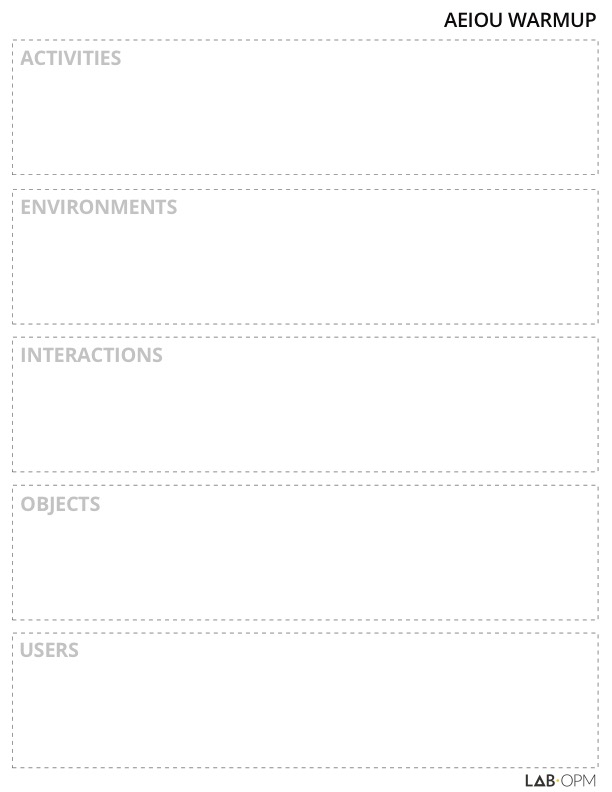 AEIOU WARMUP
ACTIVITIES
ENVIRONMENTS
INTERACTIONS
OBJECTS
USERS
LAB·OPM